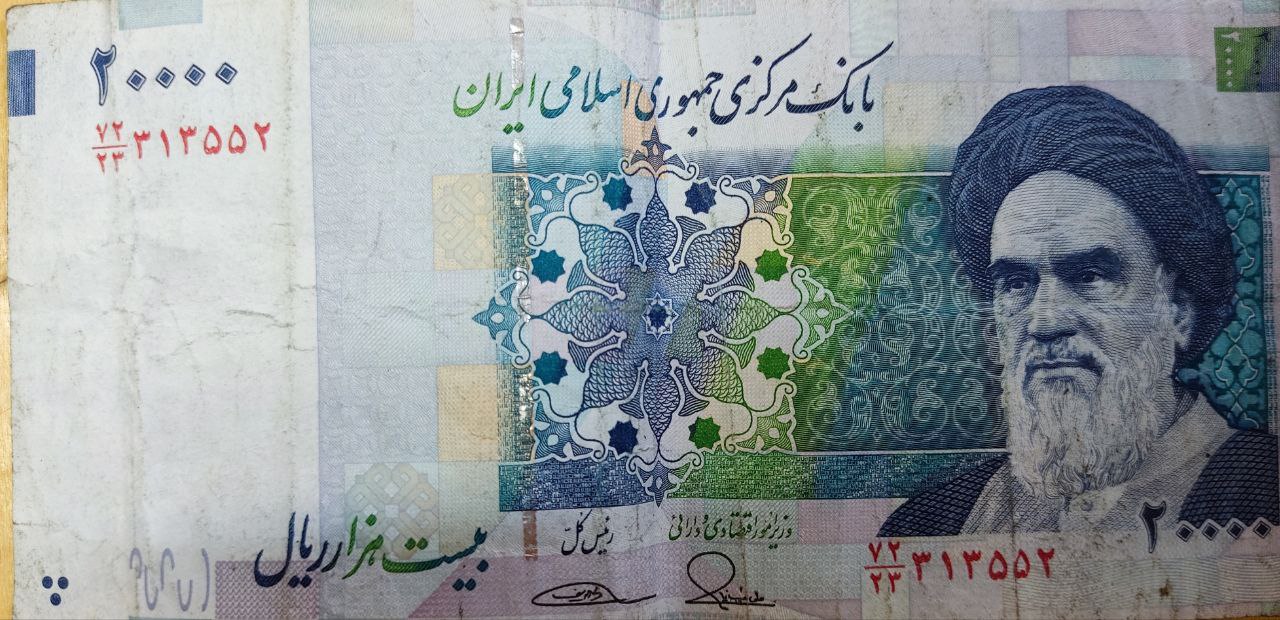 ۲۰۰۰۰
بانک مرکزی جمهوری اسلامی ایران
۷۲/۲۳ ۳۱۳۵۵۲
وزیر امور اقتصادی و دارائی
رئیس کل
بیست هزار ریال
۲۰۰۰۰
۷۲/۲۳ ۳۱۳۵۵۲